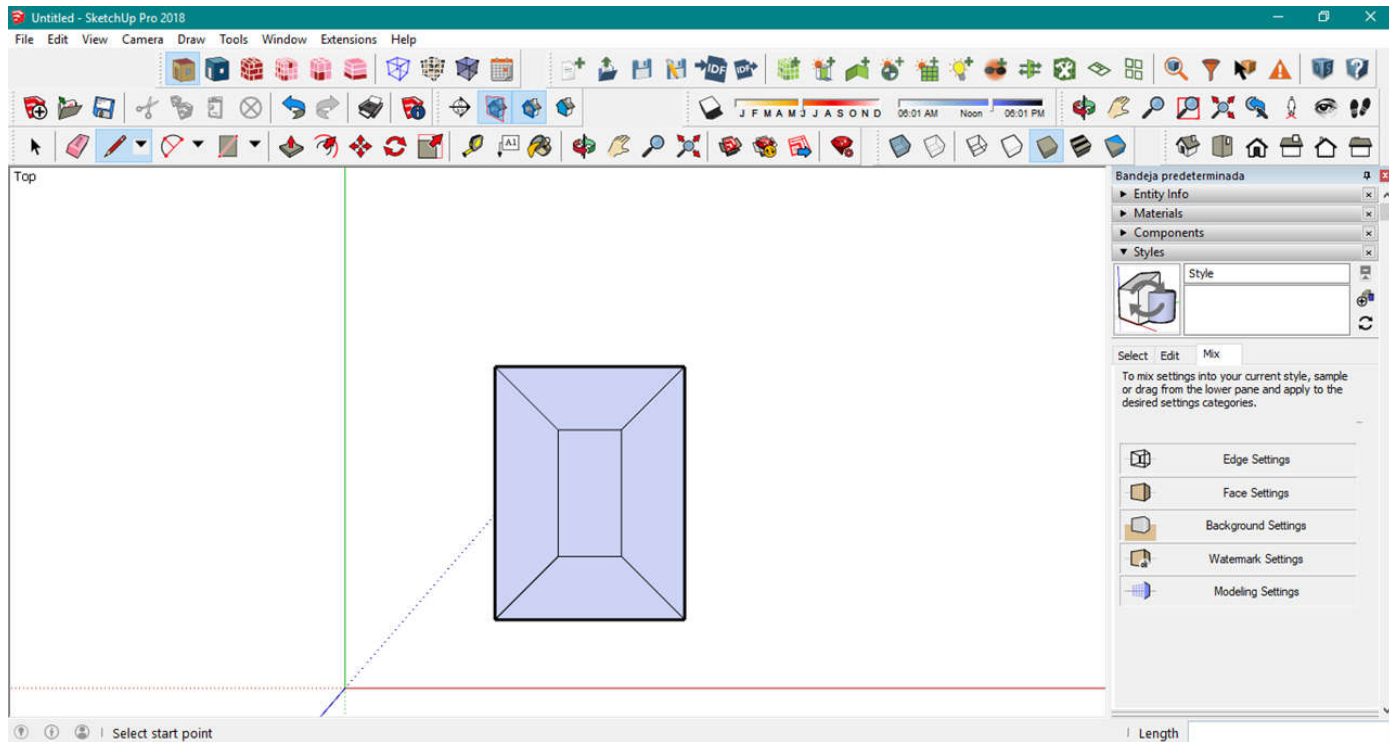 Untitled - SketchUp Pro 2018
File Edit View Camera Draw Tools Window Extensions Help
IDF IDF+
J F M A M J J A S O N D 06:01 AM Noon 06:01 PM
A1
Top
Bandeja predeterminada
Entity Info
Materials
Components
Styles
Style
Select Edit Mix
To mix settings into your current style, sample
or drag from the lower pane and apply to the
desired settings categories.
Edge Settings
Face Settings
Background Settings
Watermark Settings
Modeling Settings
Select start point
Length